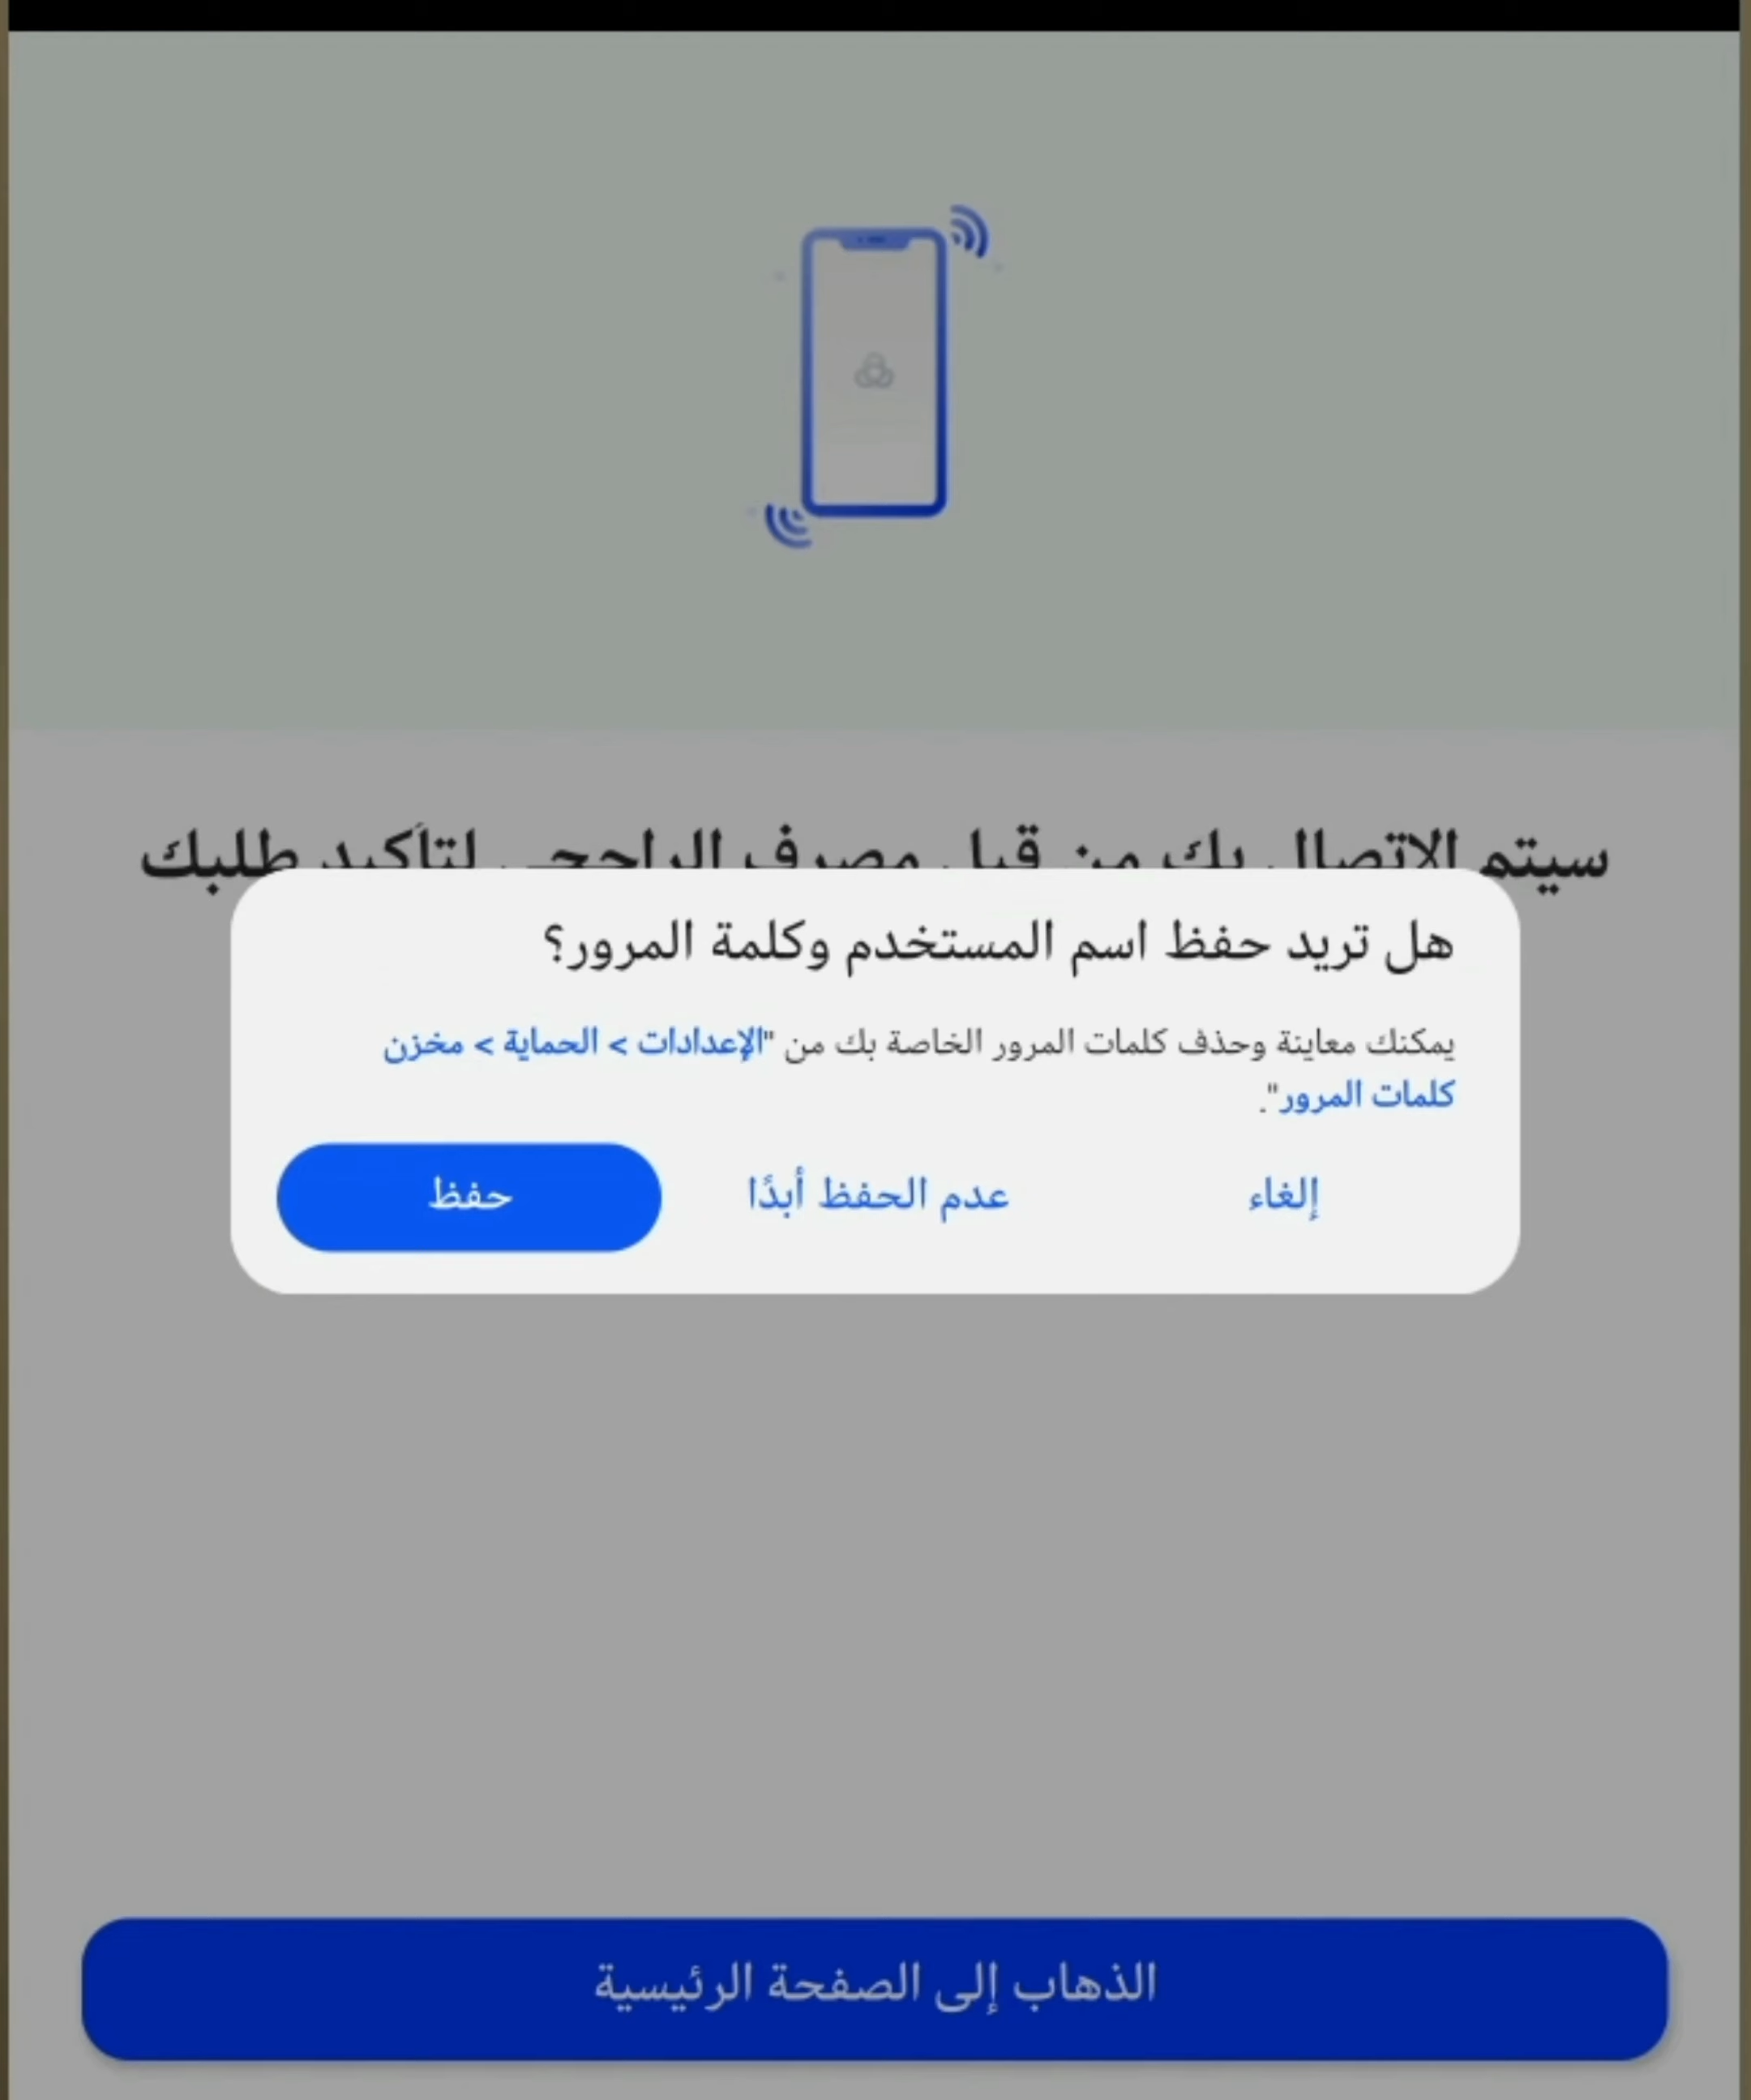 سيتم الاتصال بك من قبل مصرف الراجحي لتأكيد طلبك
هل تريد حفظ اسم المستخدم وكلمة المرور؟
يمكنك معاينة وحذف كلمات المرور الخاصة بك من "الإعدادات > الحماية > مخزن
كلمات المرور".
إلغاء
عدم الحفظ أبدًا
حفظ
الذهاب إلى الصفحة الرئيسية